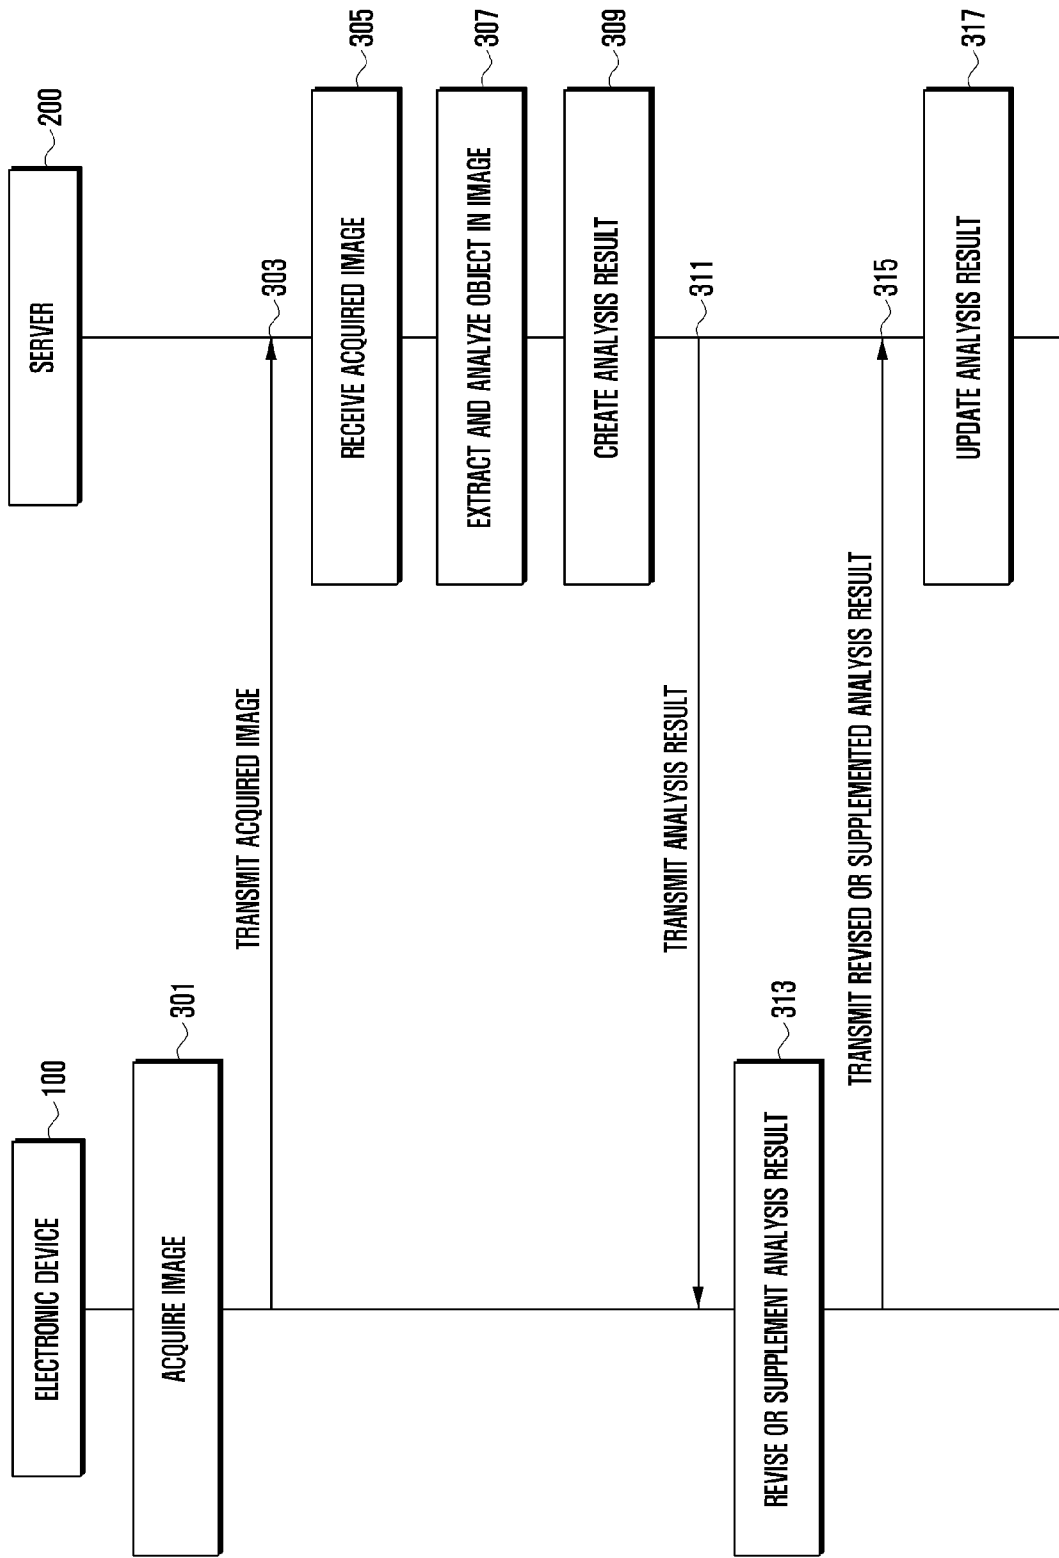 ELECTRONIC DEVICE
100
SERVER
200
ACQUIRE IMAGE
301
TRANSMIT ACQUIRED IMAGE
303
RECEIVE ACQUIRED IMAGE
305
EXTRACT AND ANALYZE OBJECT IN IMAGE
307
CREATE ANALYSIS RESULT
309
TRANSMIT ANALYSIS RESULT
311
REVISE OR SUPPLEMENT ANALYSIS RESULT
313
TRANSMIT REVISED OR SUPPLEMENTED ANALYSIS RESULT
315
UPDATE ANALYSIS RESULT
317